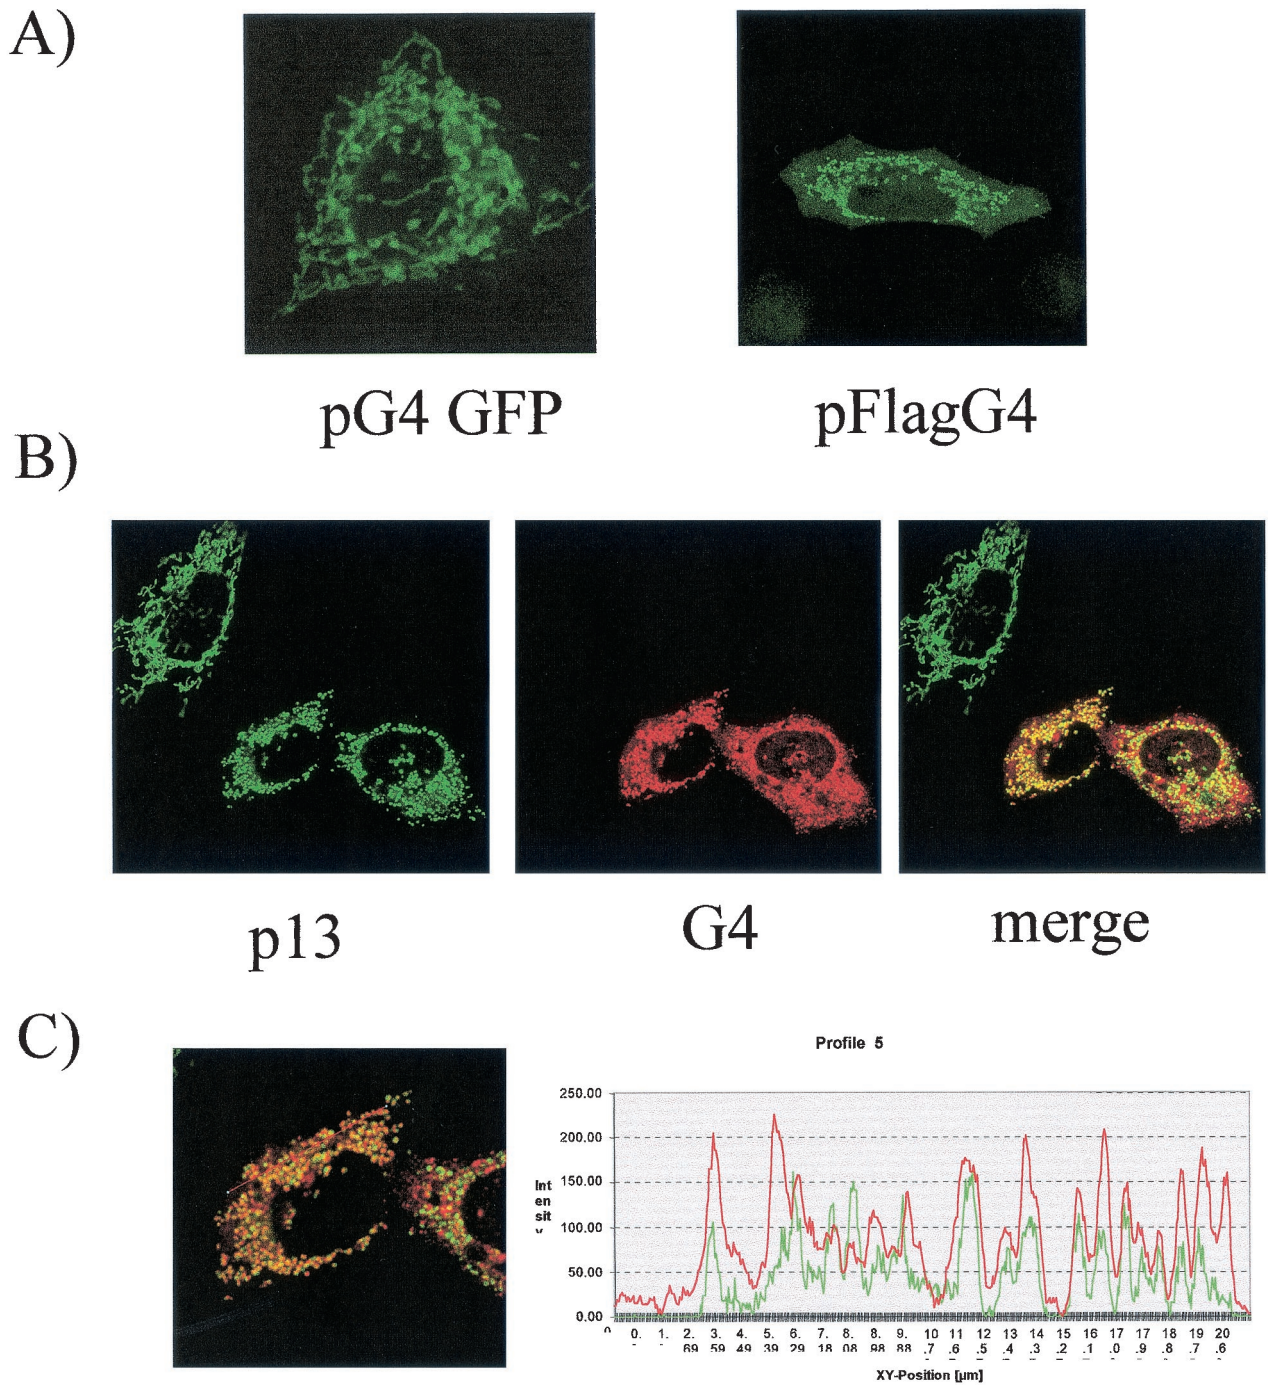 A)
pG4 GFP
pFlagG4
B)
p13
G4
merge
C)
Profile 5
250.00
200.00
150.00
100.00
50.00
0.00
Int
en
sit
0. 1. 2. 3. 4. 5. 6. 7. 8. 8. 9. 10 11 12 13 14 15 16 17 17 18 19 20
69 59 49 39 29 18 08 98 88 .7 .6 .5 .4 .3 .2 .1 .0 .9 .8 .7 .6
XY-Position [µm]